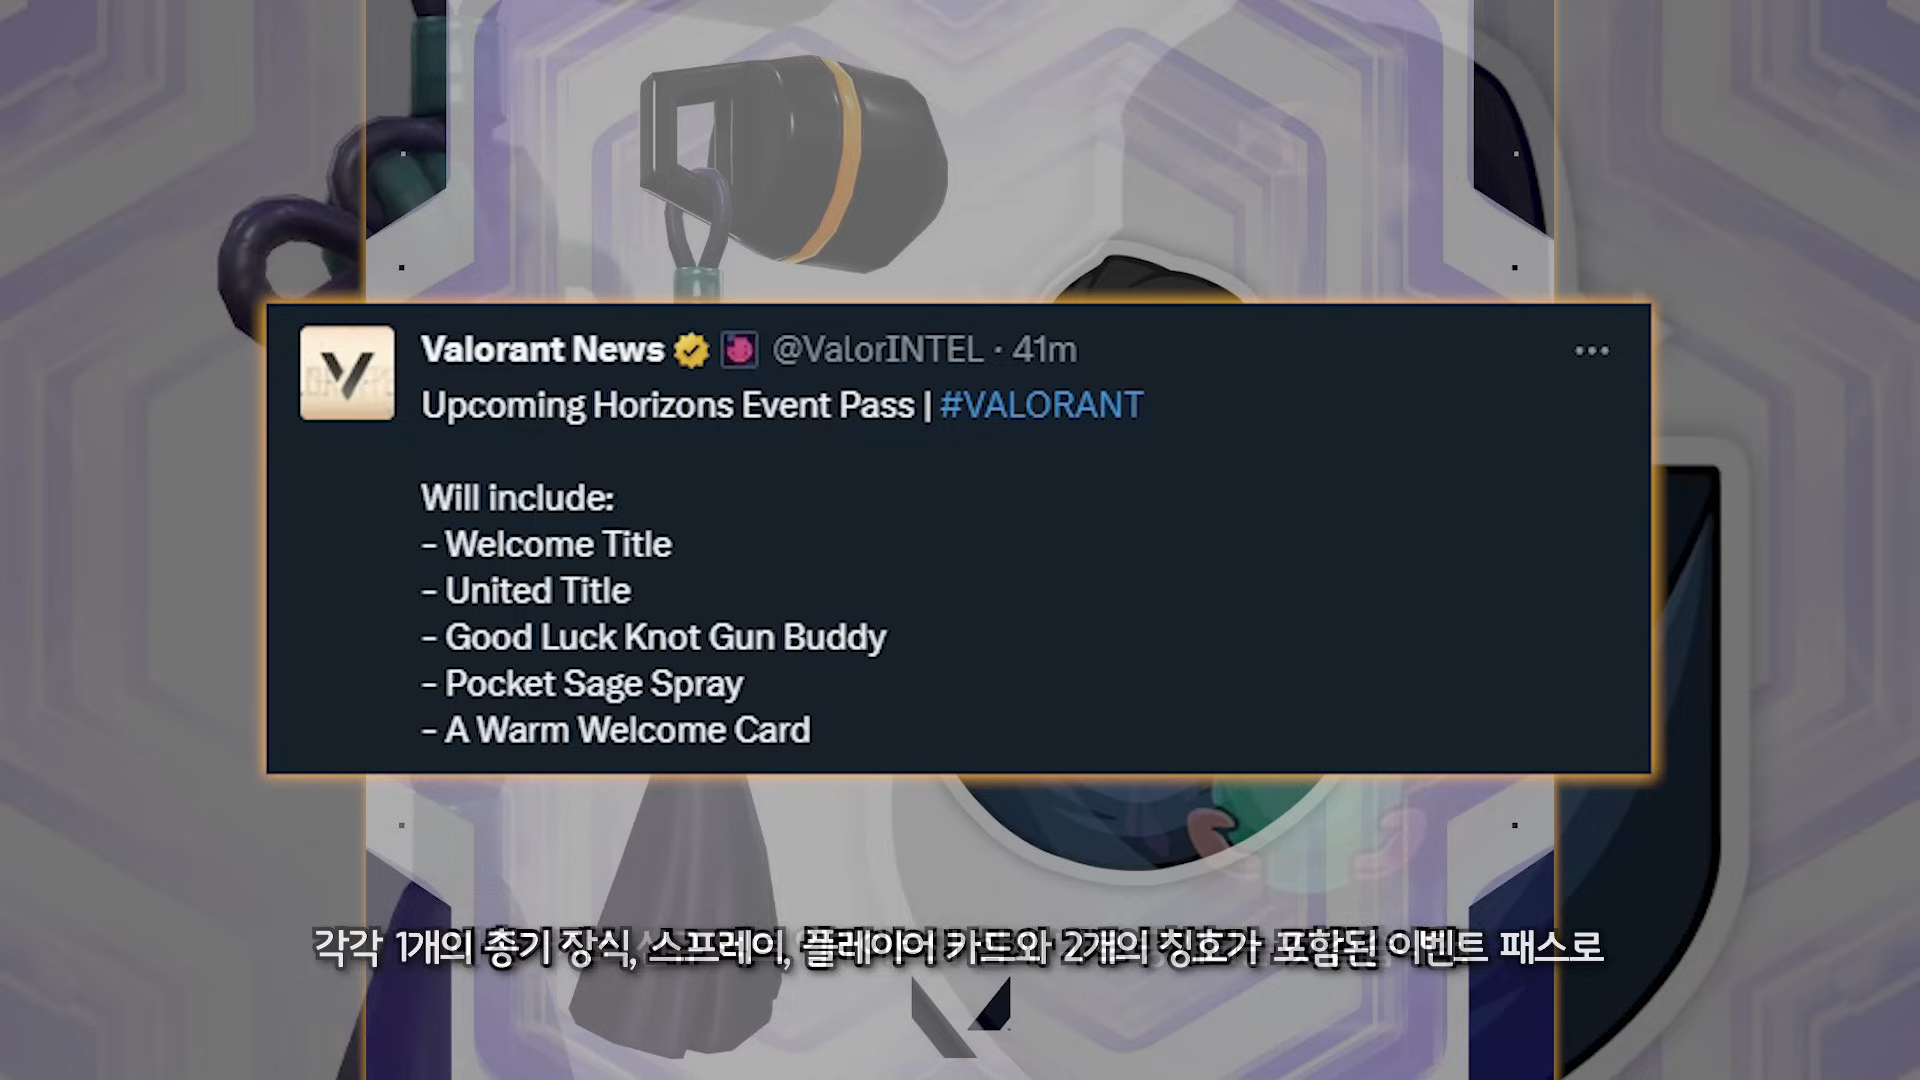 Valorant News @ValorINTEL · 41m
Upcoming Horizons Event Pass | #VALORANT
Will include:
- Welcome Title
- United Title
- Good Luck Knot Gun Buddy
- Pocket Sage Spray
- A Warm Welcome Card
각각 1개의 총기 장식, 스프레이, 플레이어 카드와 2개의 칭호가 포함된 이벤트 패스로